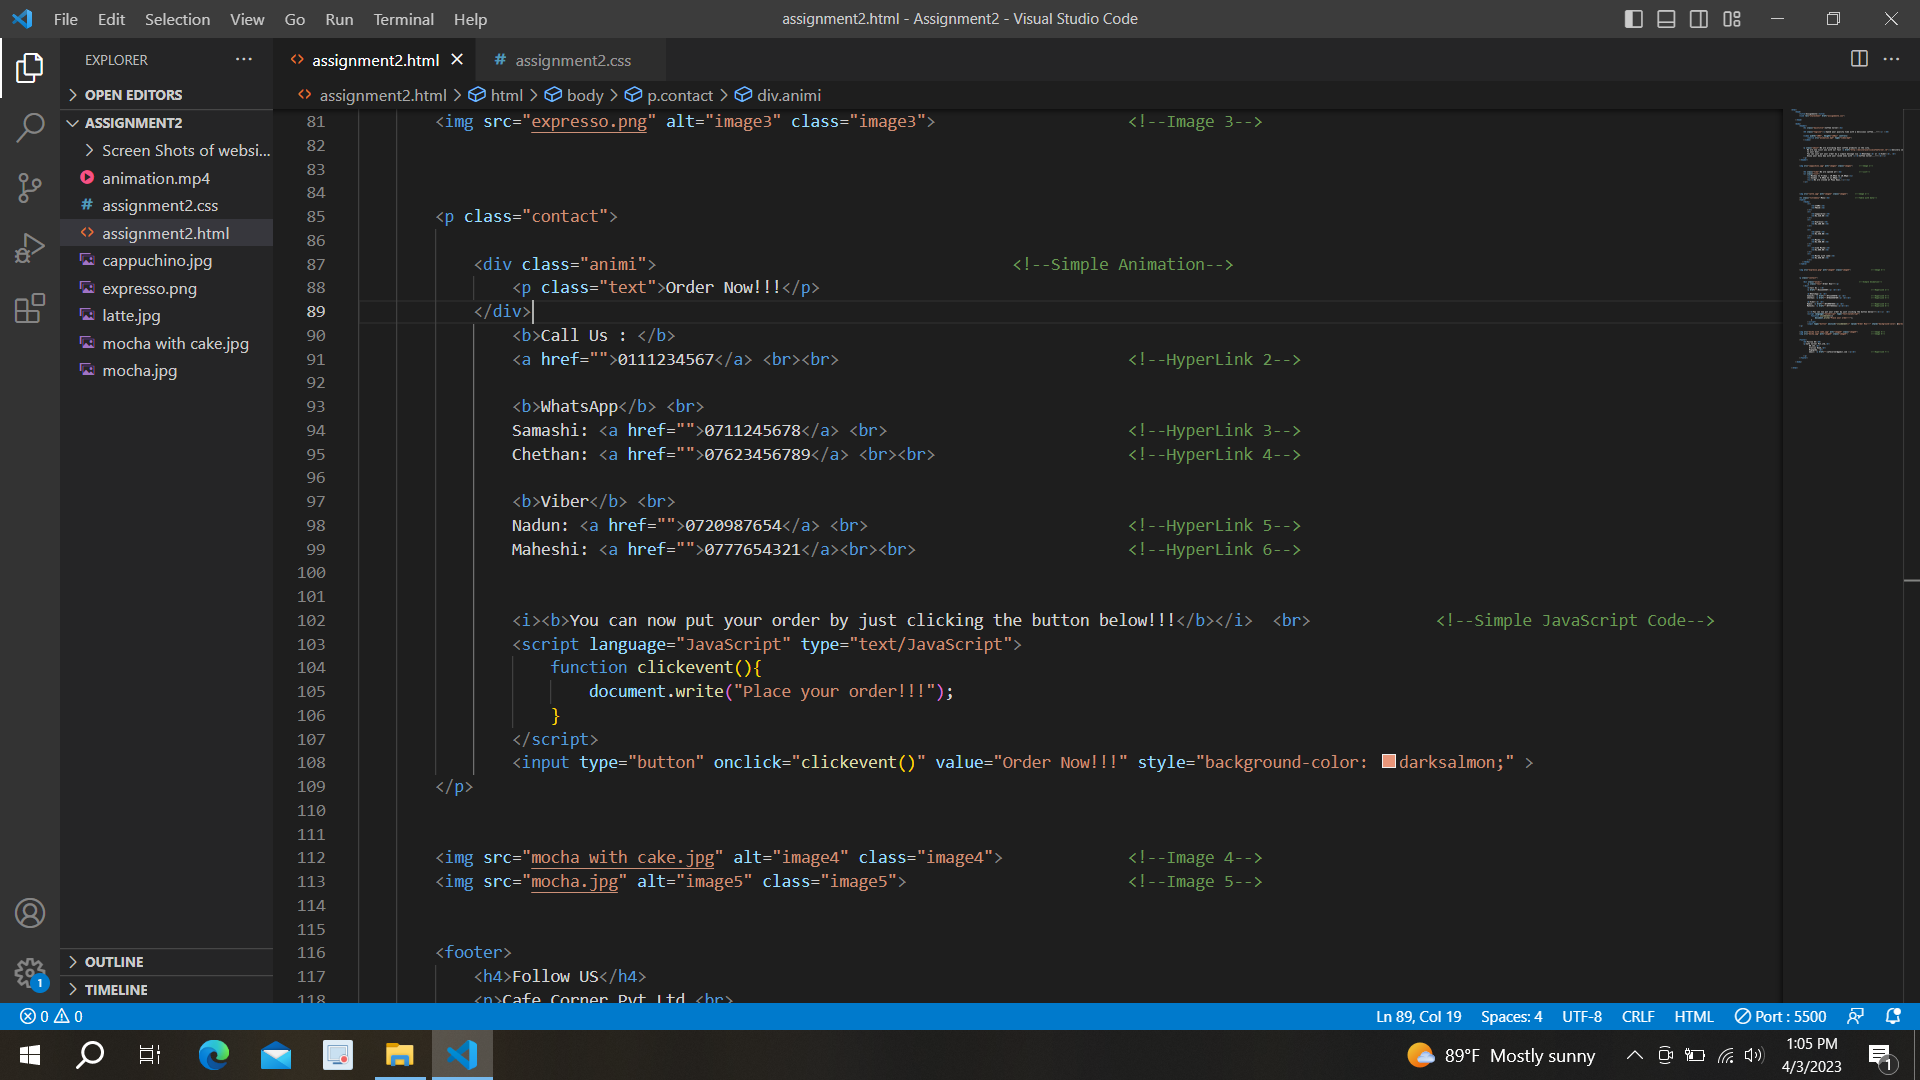 File Edit Selection View Go Run Terminal Help
assignment2.html - Assignment2 - Visual Studio Code
EXPLORER
OPEN EDITORS
ASSIGNMENT2
Screen Shots of websi...
animation.mp4
assignment2.css
assignment2.html
cappuchino.jpg
expresso.png
latte.jpg
mocha with cake.jpg
mocha.jpg
OUTLINE
TIMELINE
assignment2.html
assignment2.css
assignment2.html > html > body > p.contact > div.animi
81 <img src="expresso.png" alt="image3" class="image3"> <!--Image 3-->
82
83
84
85 <p class="contact">
86
87 <div class="animi"> <!--Simple Animation-->
88 <p class="text">Order Now!!!</p>
89 </div>
90 <b>Call Us : </b>
91 <a href="">0111234567</a> <br><br> <!--HyperLink 2-->
92
93 <b>WhatsApp</b> <br>
94 Samashi: <a href="">0711245678</a> <br> <!--HyperLink 3-->
95 Chethan: <a href="">07623456789</a> <br><br> <!--HyperLink 4-->
96
97 <b>Viber</b> <br>
98 Nadun: <a href="">0720987654</a> <br> <!--HyperLink 5-->
99 Maheshi: <a href="">0777654321</a><br><br> <!--HyperLink 6-->
100
101
102 <i><b>You can now put your order by just clicking the button below!!!</b></i> <br> <!--Simple JavaScript Code-->
103 <script language="JavaScript" type="text/JavaScript">
104 function clickevent(){
105 document.write("Place your order!!!");
106 }
107 </script>
108 <input type="button" onclick="clickevent()" value="Order Now!!!" style="background-color: darksalmon;" >
109 </p>
110
111
112 <img src="mocha with cake.jpg" alt="image4" class="image4"> <!--Image 4-->
113 <img src="mocha.jpg" alt="image5" class="image5"> <!--Image 5-->
114
115
116 <footer>
117 <h4>Follow US</h4>
118 <p>Cafe Corner Pvt Ltd <br>
1
0 0
Ln 89, Col 19 Spaces: 4 UTF-8 CRLF HTML Port : 5500
89°F Mostly sunny
1:05 PM
4/3/2023
1